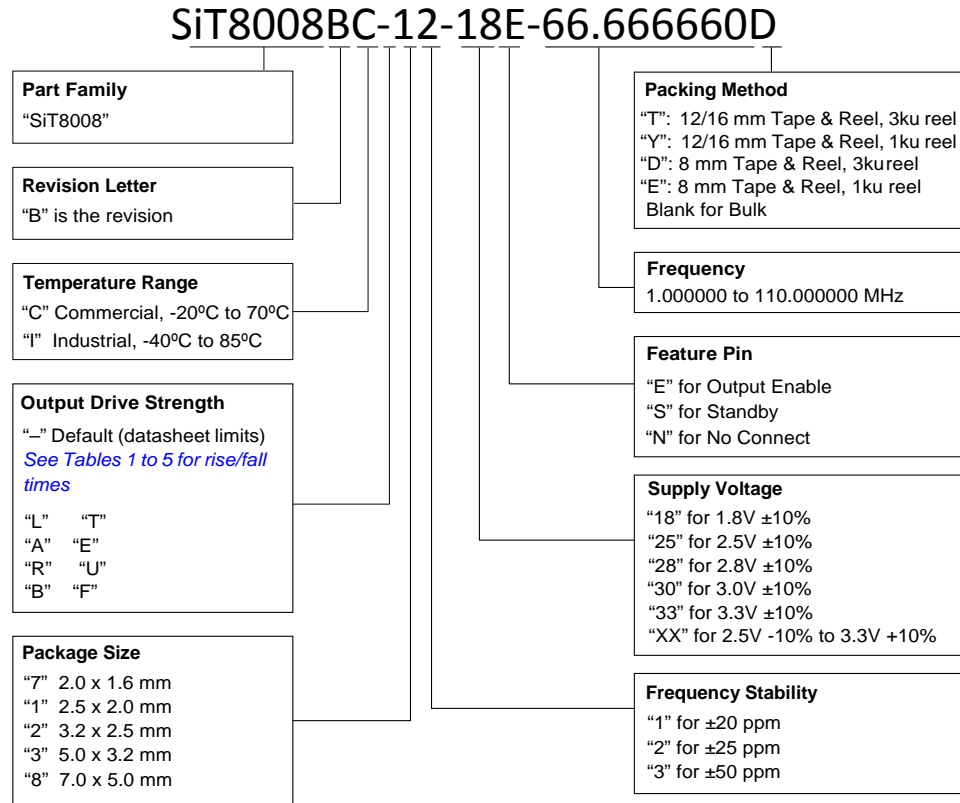 SiT8008BC-12-18E-66.666660D
Part Family
“SiT8008”
Revision Letter
“B” is the revision
Temperature Range
“C” Commercial, -20ºC to 70ºC
“I” Industrial, -40ºC to 85ºC
Output Drive Strength
“–” Default (datasheet limits)
See Tables 1 to 5 for rise/fall
times
“L” “T”
“A” “E”
“R” “U”
“B” “F”
Package Size
“7” 2.0 x 1.6 mm
“1” 2.5 x 2.0 mm
“2” 3.2 x 2.5 mm
“3” 5.0 x 3.2 mm
“8” 7.0 x 5.0 mm
Packing Method
“T”: 12/16 mm Tape & Reel, 3ku reel
“Y”: 12/16 mm Tape & Reel, 1ku reel
“D”: 8 mm Tape & Reel, 3kureel
“E”: 8 mm Tape & Reel, 1ku reel
Blank for Bulk
Frequency
1.000000 to 110.000000 MHz
Feature Pin
“E” for Output Enable
“S” for Standby
“N” for No Connect
Supply Voltage
“18” for 1.8V ±10%
“25” for 2.5V ±10%
“28” for 2.8V ±10%
“30” for 3.0V ±10%
“33” for 3.3V ±10%
“XX” for 2.5V -10% to 3.3V +10%
Frequency Stability
“1” for ±20 ppm
“2” for ±25 ppm
“3” for ±50 ppm